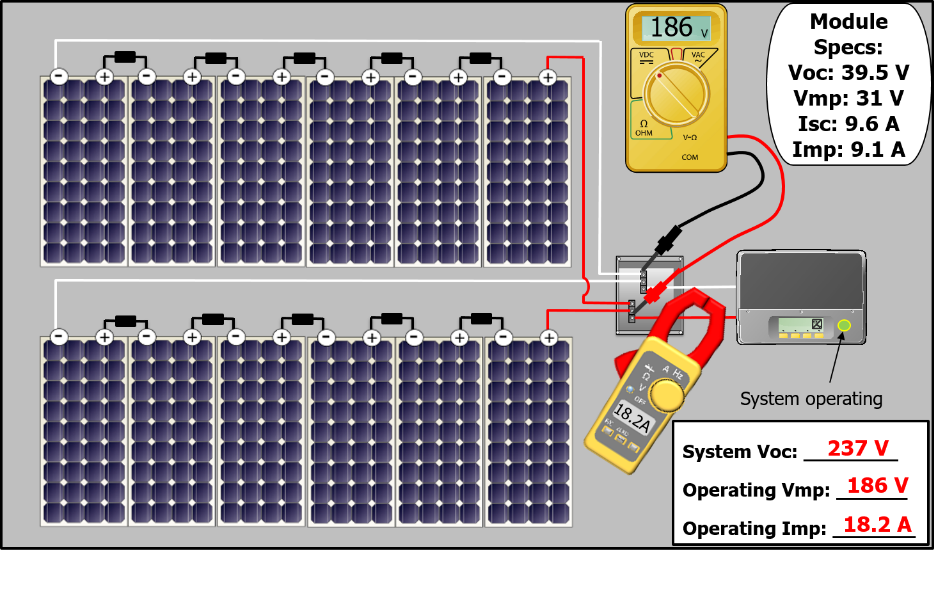 186 V
VDC
VAC
Ω
OHM
V-Ω
COM
Module
Specs:
Voc: 39.5 V
Vmp: 31 V
Isc: 9.6 A
Imp: 9.1 A
- + - + - + - + - + - +
- + - + - + - + - + - +
A Hz
Ω
V
OFF
18.2A
System operating
System Voc: 237 V
Operating Vmp: 186 V
Operating Imp: 18.2 A